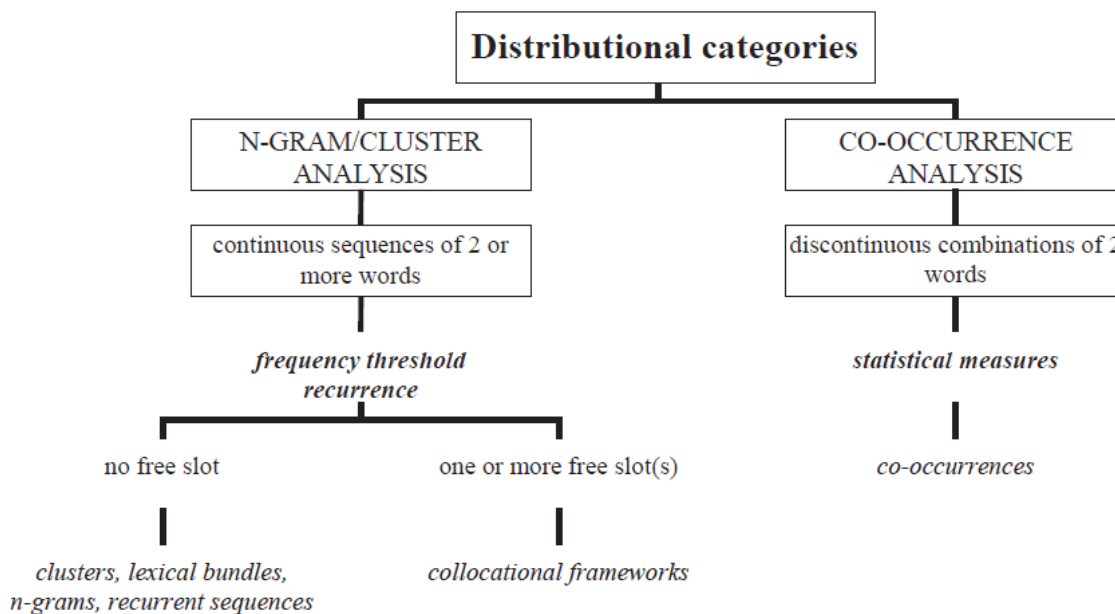 Distributional categories
N-GRAM/CLUSTER
ANALYSIS
CO-OCCURRENCE
ANALYSIS
continuous sequences of 2 or
more words
discontinuous combinations of 2
words
frequency threshold
recurrence
statistical measures
no free slot
one or more free slot(s)
co-occurrences
clusters, lexical bundles,
n-grams, recurrent sequences
collocational frameworks